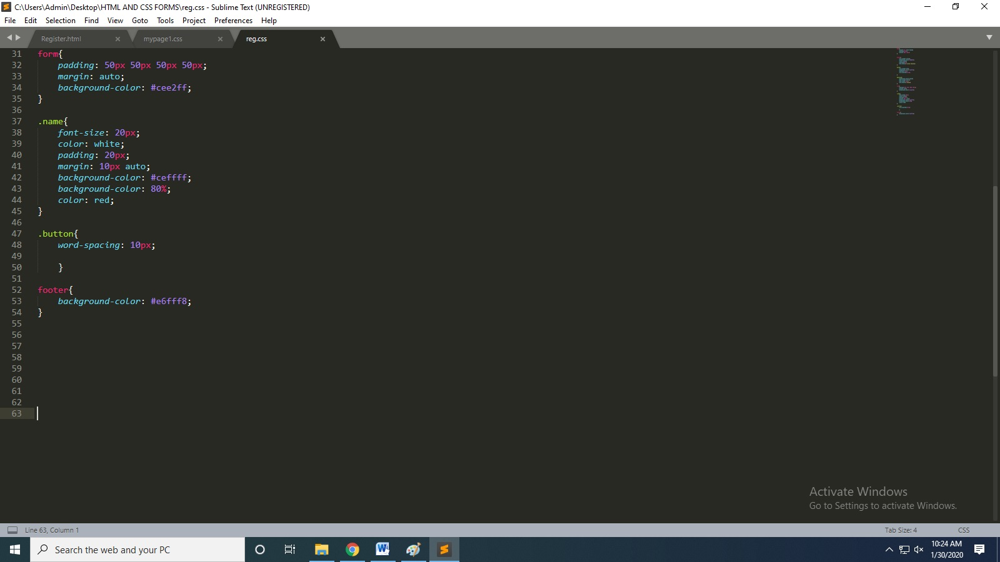 C:\Users\Admin\Desktop\HTML AND CSS FORMS\reg.css - Sublime Text (UNREGISTERED)
File Edit Selection Find View Goto Tools Project Preferences Help
Register.html × mypage1.css × reg.css ×
31 form{
32 padding: 50px 50px 50px 50px;
33 margin: auto;
34 background-color: #cee2ff;
35 }
36
37 .name{
38 font-size: 20px;
39 color: white;
40 padding: 20px;
41 margin: 10px auto;
42 background-color: #ceffff;
43 background-color: 80%;
44 color: red;
45 }
46
47 .button{
48 word-spacing: 10px;
49
50 }
51
52 footer{
53 background-color: #e6fff8;
54 }
55
56
57
58
59
60
61
62
63
Activate Windows
Go to Settings to activate Windows.
Line 63, Column 1 Tab Size: 4 CSS
Search the web and your PC
10:24 AM
1/30/2020